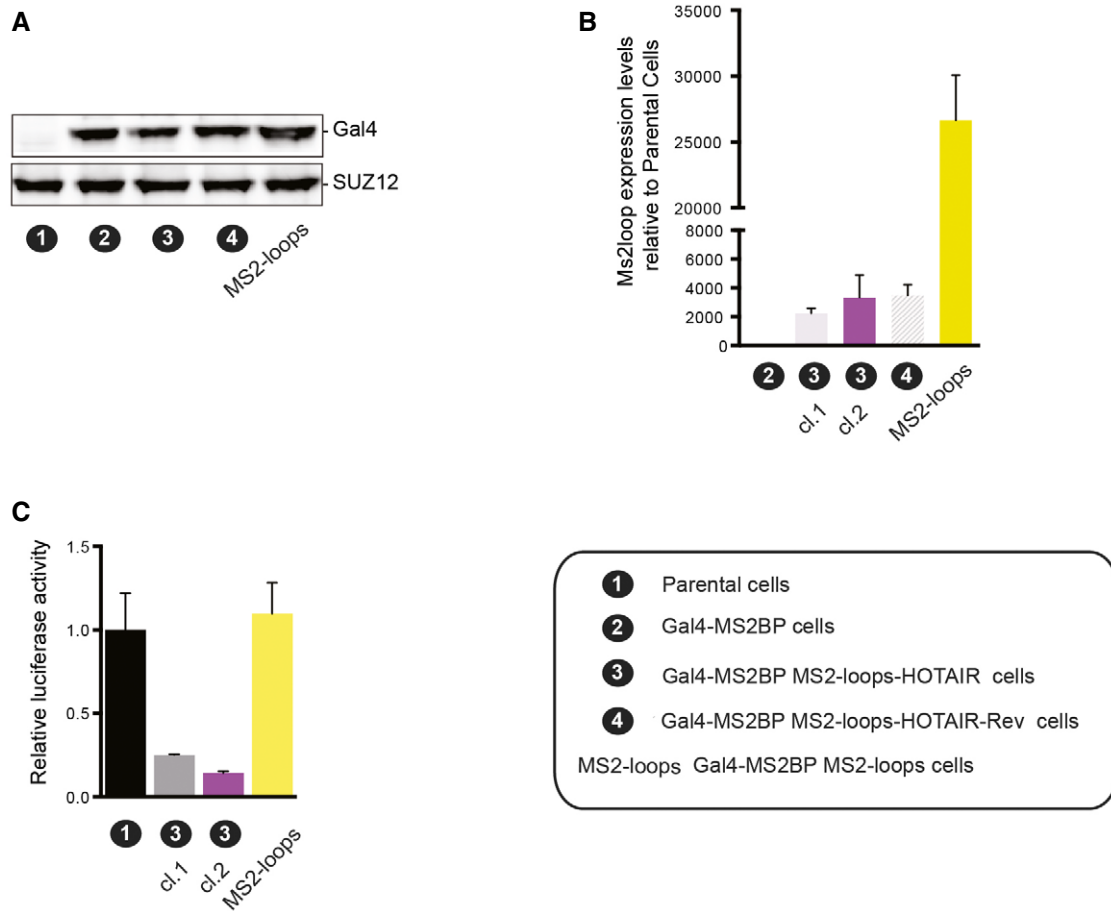 A
Gal4
SUZ12
1 2 3 4 MS2-loops
B
Ms2loop expression levels
relative to Parental Cells
35000
30000
25000
20000
8000
6000
4000
2000
0
2 3 3 4 MS2-loops
cl.1 cl.2
C
Relative luciferase activity
1.5
1.0
0.5
0.0
1 3 3 MS2-loops
cl.1 cl.2
1 Parental cells
2 Gal4-MS2BP cells
3 Gal4-MS2BP MS2-loops-HOTAIR cells
4 Gal4-MS2BP MS2-loops-HOTAIR-Rev cells
MS2-loops Gal4-MS2BP MS2-loops cells